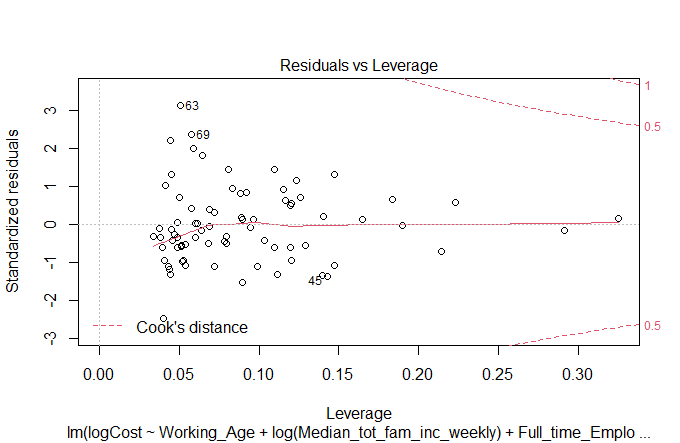 Residuals vs Leverage
Standardized residuals
3
2
1
0
-1
-2
-3
63
69
45
1
0.5
0.5
Cook's distance
0.00 0.05 0.10 0.15 0.20 0.25 0.30
Leverage
lm(logCost ~ Working_Age + log(Median_tot_fam_inc_weekly) + Full_time_Emplo ...